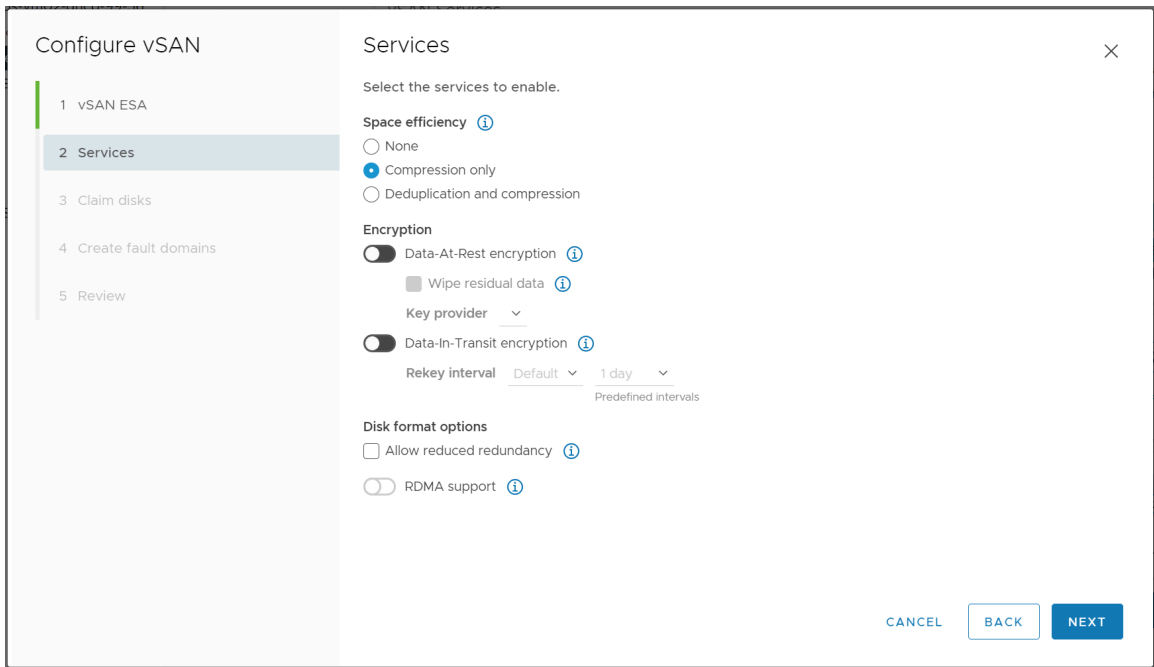 Configure vSAN
1 vSAN ESA
2 Services
3 Claim disks
4 Create fault domains
5 Review
Services
Select the services to enable.
Space efficiency
None
Compression only
Deduplication and compression
Encryption
Data-At-Rest encryption
Wipe residual data
Key provider
Data-In-Transit encryption
Rekey interval Default 1 day
Predefined intervals
Disk format options
Allow reduced redundancy
RDMA support
CANCEL BACK NEXT